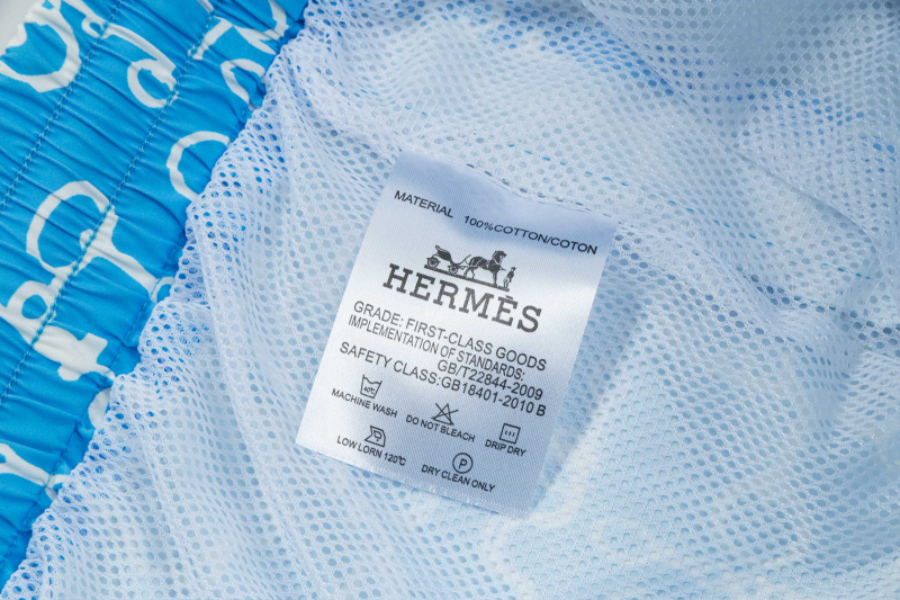 MATERIAL 100%COTTON/COTON
HERMÈS
GRADE: FIRST-CLASS GOODS
IMPLEMENTATION OF STANDARDS:
GB/T22844-2009
SAFETY CLASS:GB18401-2010 B
40℃
MACHINE WASH
DO NOT BLEACH
DRIP DRY
LOW LORN 120℃
P
DRY CLEAN ONLY